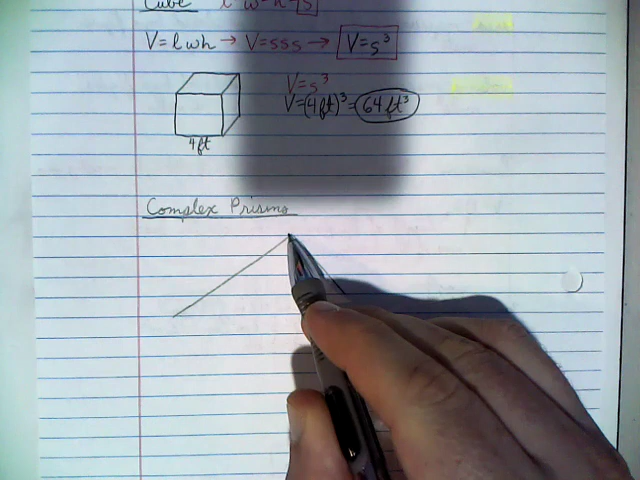 Cube l=w=h=s
V=lwh→V=sss→V=s³
V=s³
V=(4ft)³=64ft³
4ft
Complex Prisms